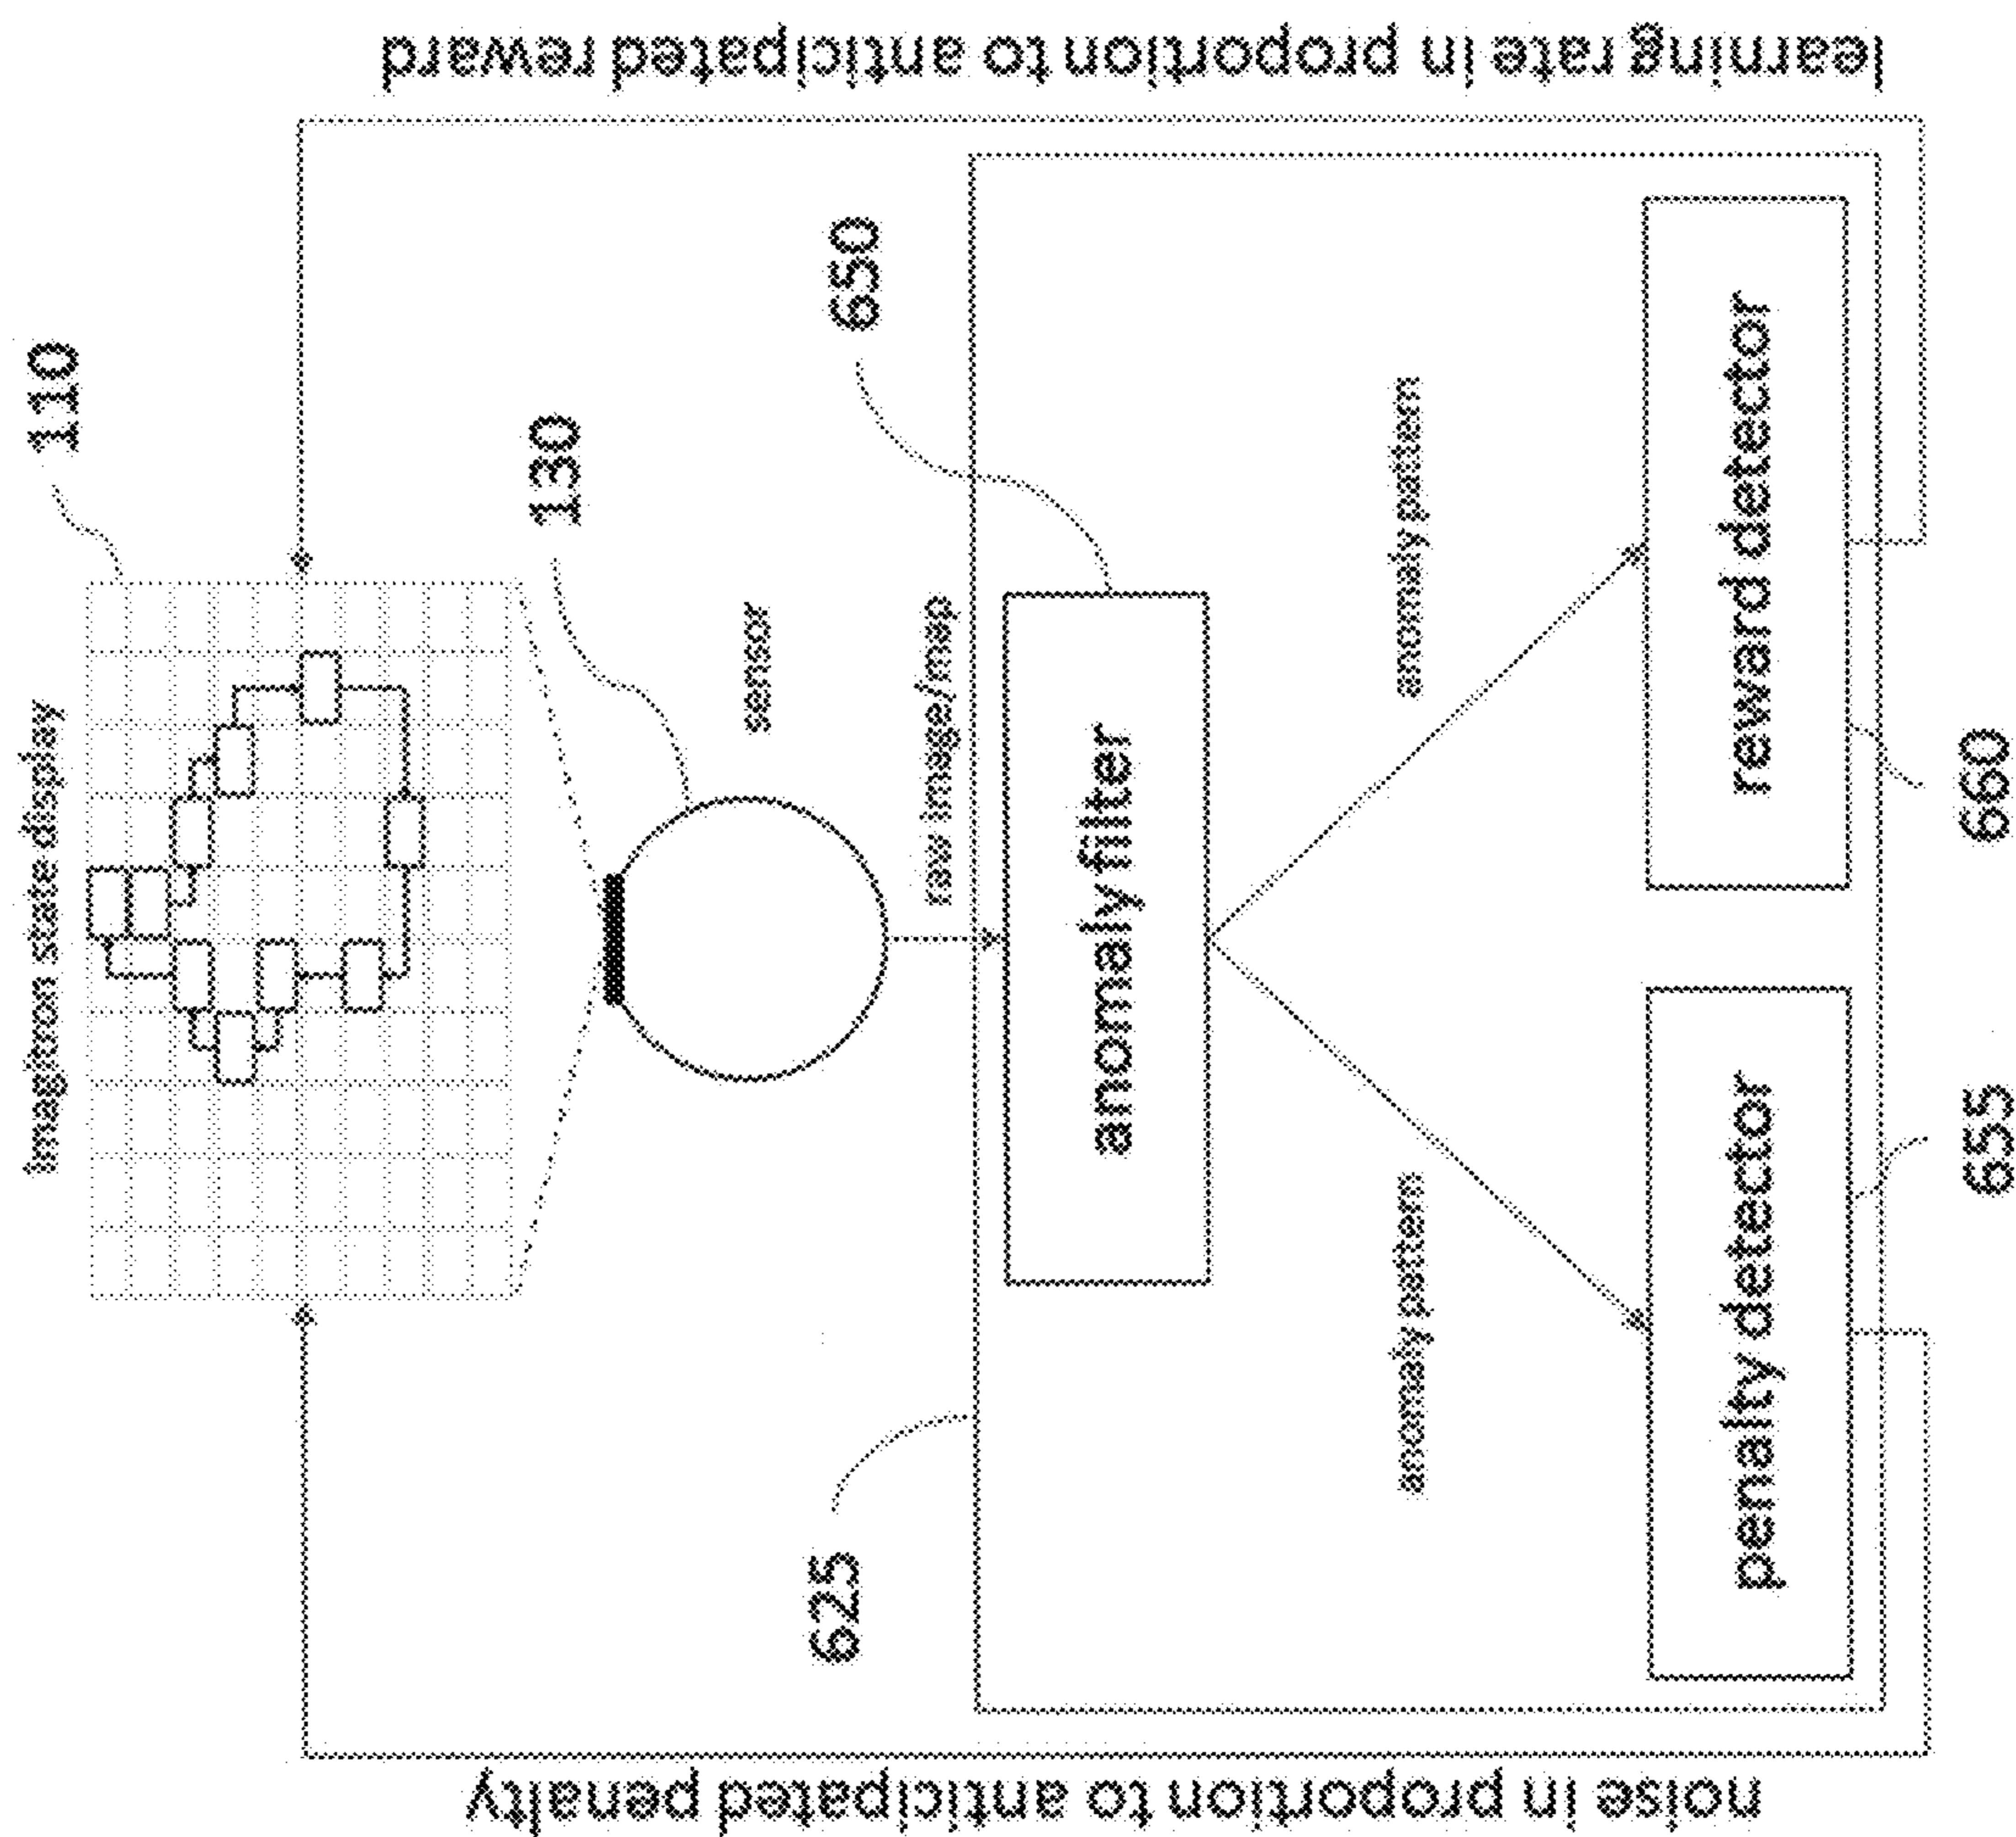 imagitron state display
110
130
sensor
raw image/map
650
625
anomaly filter
anomaly pattern
anomaly pattern
penalty detector
reward detector
655
660
noise in proportion to anticipated penalty
learning rate in proportion to anticipated reward